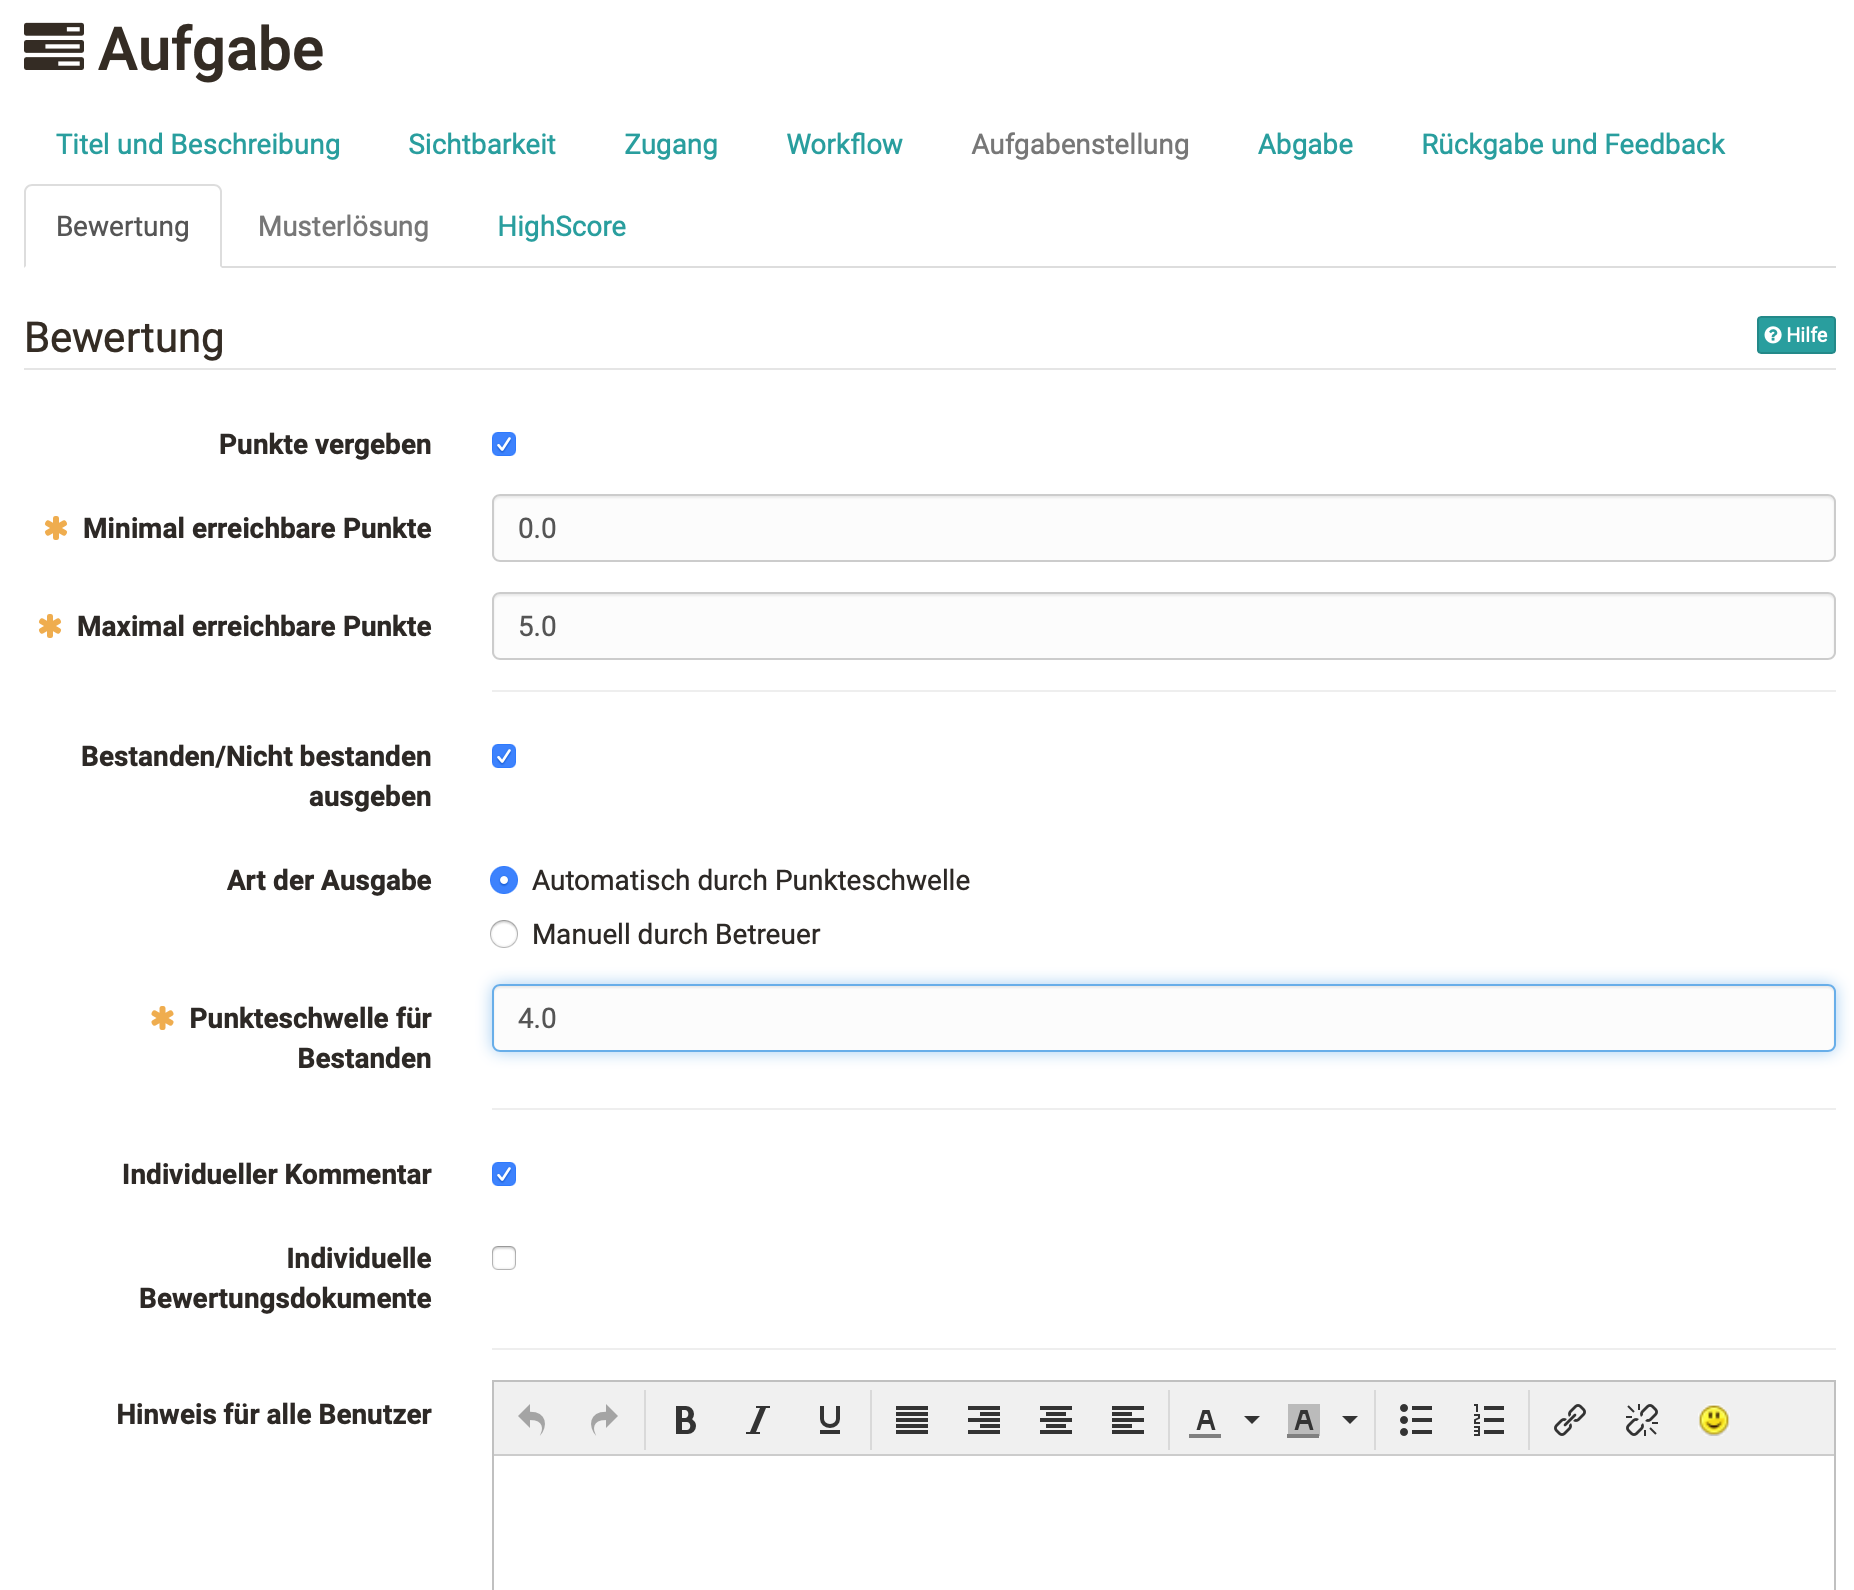 Aufgabe
Titel und Beschreibung Sichtbarkeit Zugang Workflow Aufgabenstellung Abgabe Rückgabe und Feedback
Bewertung Musterlösung HighScore
Bewertung
Hilfe
Punkte vergeben
Minimal erreichbare Punkte 0.0
Maximal erreichbare Punkte 5.0
Bestanden/Nicht bestanden
ausgeben
Art der Ausgabe Automatisch durch Punkteschwelle
Manuell durch Betreuer
Punkteschwelle für 4.0
Bestanden
Individueller Kommentar
Individuelle
Bewertungsdokumente
Hinweis für alle Benutzer B I U A A